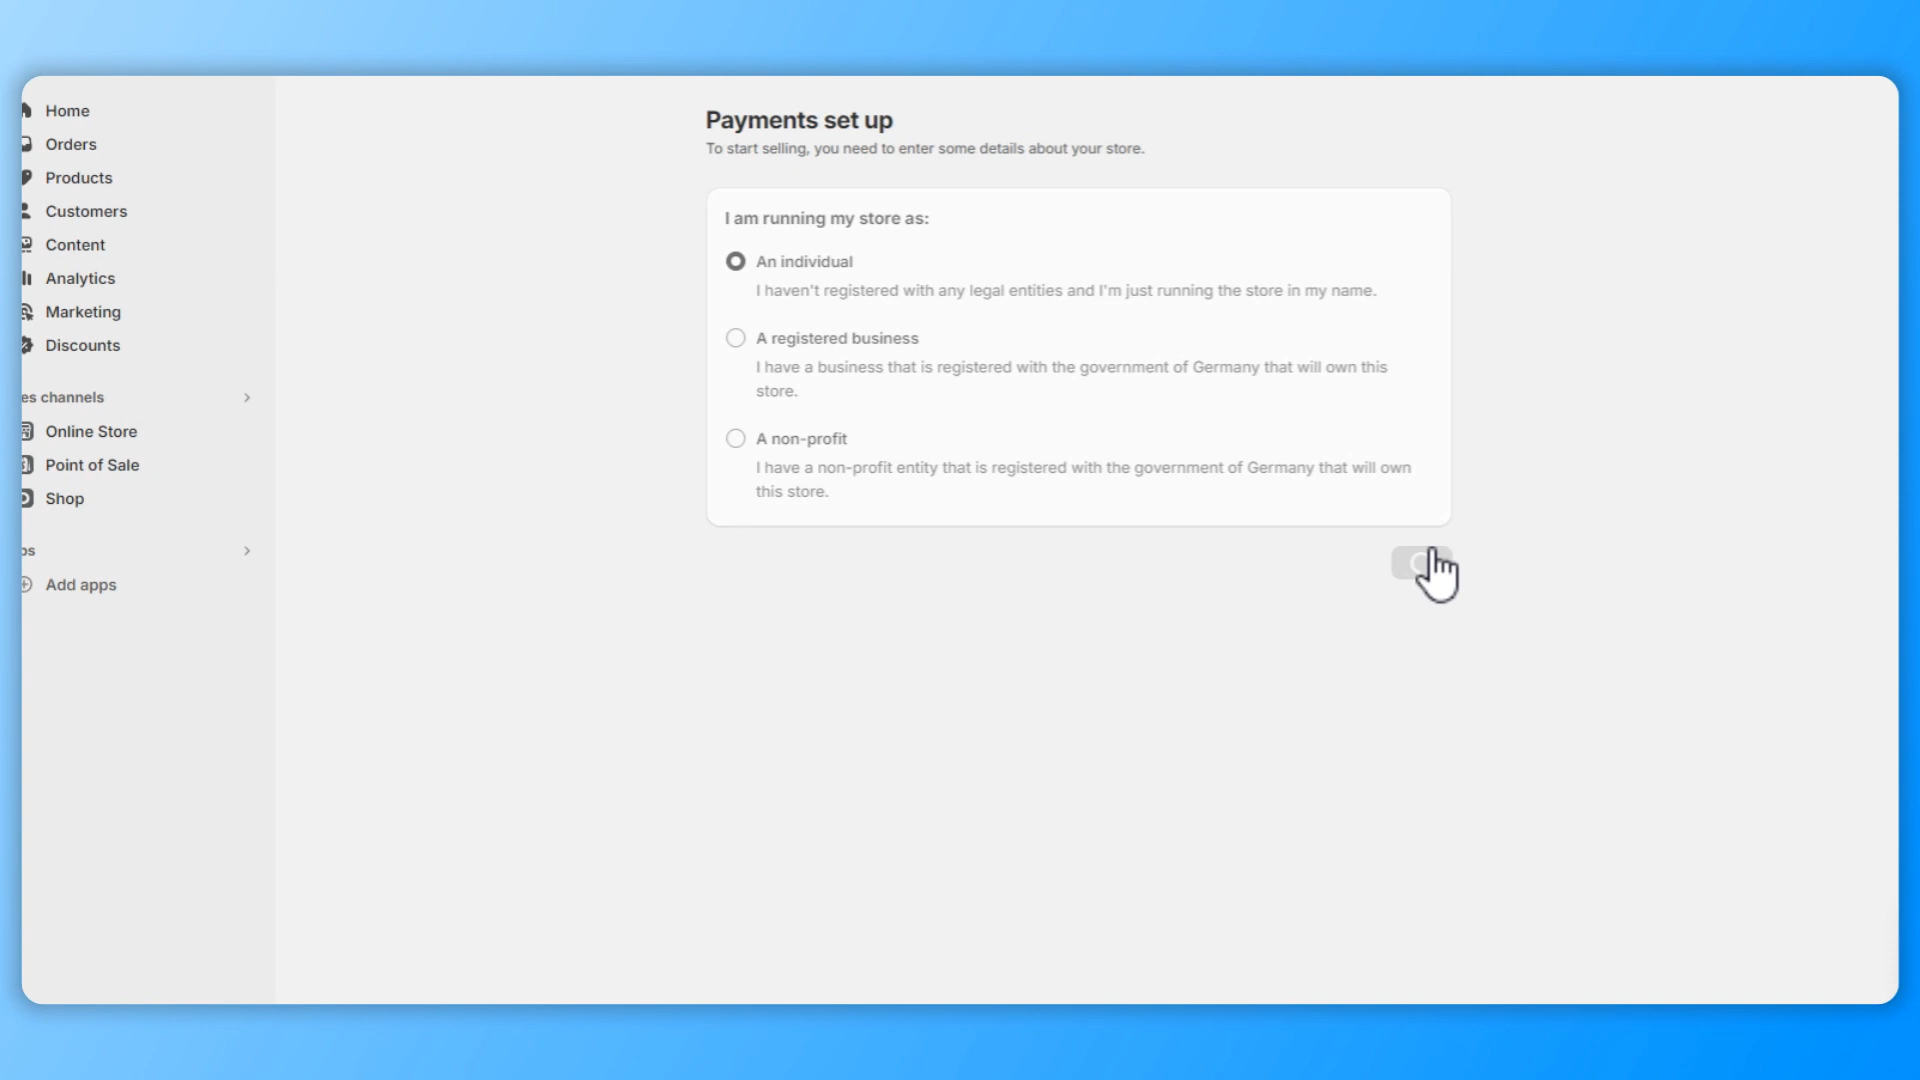 Home
Orders
Products
Customers
Content
Analytics
Marketing
Discounts
es channels
Online Store
Point of Sale
Shop
ps
Add apps
Payments set up
To start selling, you need to enter some details about your store.
I am running my store as:
An individual
I haven't registered with any legal entities and I'm just running the store in my name.
A registered business
I have a business that is registered with the government of Germany that will own this
store.
A non-profit
I have a non-profit entity that is registered with the government of Germany that will own
this store.